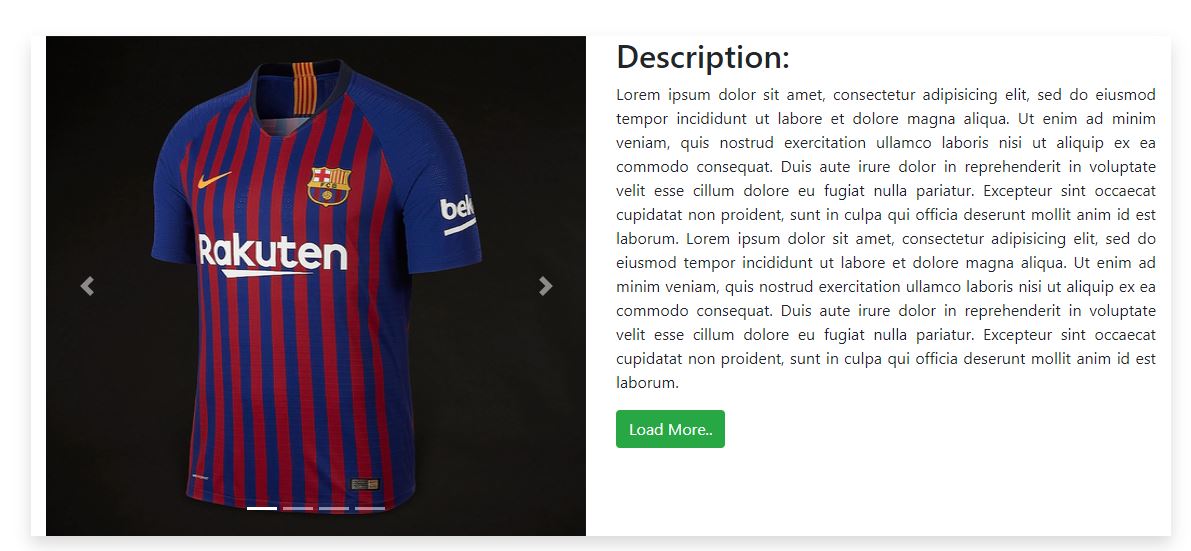 Rakuten
bek
FCB
Description:
Lorem ipsum dolor sit amet, consectetur adipisicing elit, sed do eiusmod
tempor incididunt ut labore et dolore magna aliqua. Ut enim ad minim
veniam, quis nostrud exercitation ullamco laboris nisi ut aliquip ex ea
commodo consequat. Duis aute irure dolor in reprehenderit in voluptate
velit esse cillum dolore eu fugiat nulla pariatur. Excepteur sint occaecat
cupidatat non proident, sunt in culpa qui officia deserunt mollit anim id est
laborum. Lorem ipsum dolor sit amet, consectetur adipisicing elit, sed do
eiusmod tempor incididunt ut labore et dolore magna aliqua. Ut enim ad
minim veniam, quis nostrud exercitation ullamco laboris nisi ut aliquip ex ea
commodo consequat. Duis aute irure dolor in reprehenderit in voluptate
velit esse cillum dolore eu fugiat nulla pariatur. Excepteur sint occaecat
cupidatat non proident, sunt in culpa qui officia deserunt mollit anim id est
laborum.
Load More..